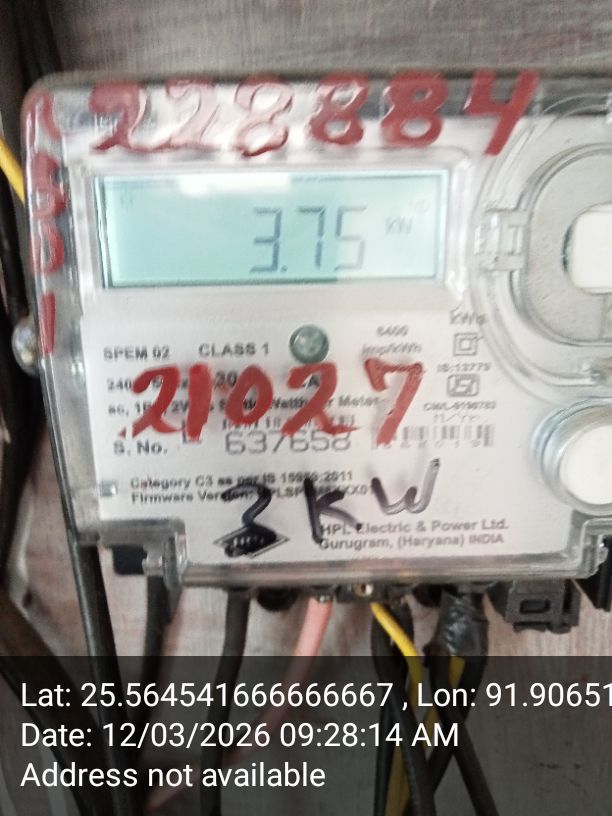 228884
3.75 kW
6400
imp/kWh
SPEM 02 CLASS 1
IS:13779
21027
S. No. 637658
Category C3 as per IS 15959:2011
Firmware Version:
3 KW
HPL Electric & Power Ltd.
Gurugram, (Haryana) INDIA
Lat: 25.564541666666667 , Lon: 91.90651
Date: 12/03/2026 09:28:14 AM
Address not available